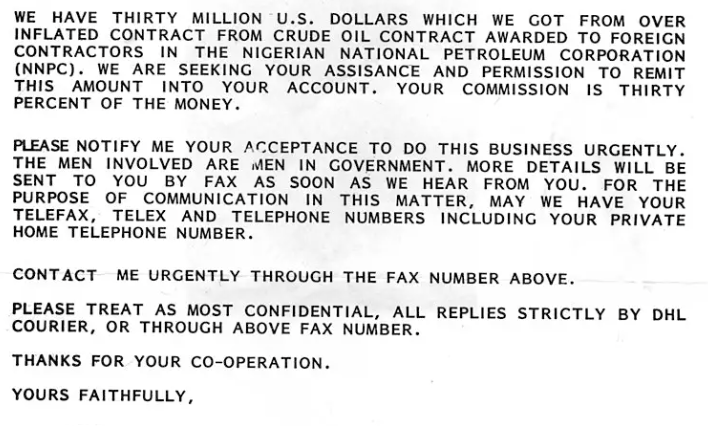 WE HAVE THIRTY MILLION U.S. DOLLARS WHICH WE GOT FROM OVER
INFLATED CONTRACT FROM CRUDE OIL CONTRACT AWARDED TO FOREIGN
CONTRACTORS IN THE NIGERIAN NATIONAL PETROLEUM CORPORATION
(NNPC). WE ARE SEEKING YOUR ASSISANCE AND PERMISSION TO REMIT
THIS AMOUNT INTO YOUR ACCOUNT. YOUR COMMISSION IS THIRTY
PERCENT OF THE MONEY.
PLEASE NOTIFY ME YOUR ACCEPTANCE TO DO THIS BUSINESS URGENTLY.
THE MEN INVOLVED ARE MEN IN GOVERNMENT. MORE DETAILS WILL BE
SENT TO YOU BY FAX AS SOON AS WE HEAR FROM YOU. FOR THE
PURPOSE OF COMMUNICATION IN THIS MATTER, MAY WE HAVE YOUR
TELEFAX, TELEX AND TELEPHONE NUMBERS INCLUDING YOUR PRIVATE
HOME TELEPHONE NUMBER.
CONTACT ME URGENTLY THROUGH THE FAX NUMBER ABOVE.
PLEASE TREAT AS MOST CONFIDENTIAL, ALL REPLIES STRICTLY BY DHL
COURIER, OR THROUGH ABOVE FAX NUMBER.
THANKS FOR YOUR CO-OPERATION.
YOURS FAITHFULLY,